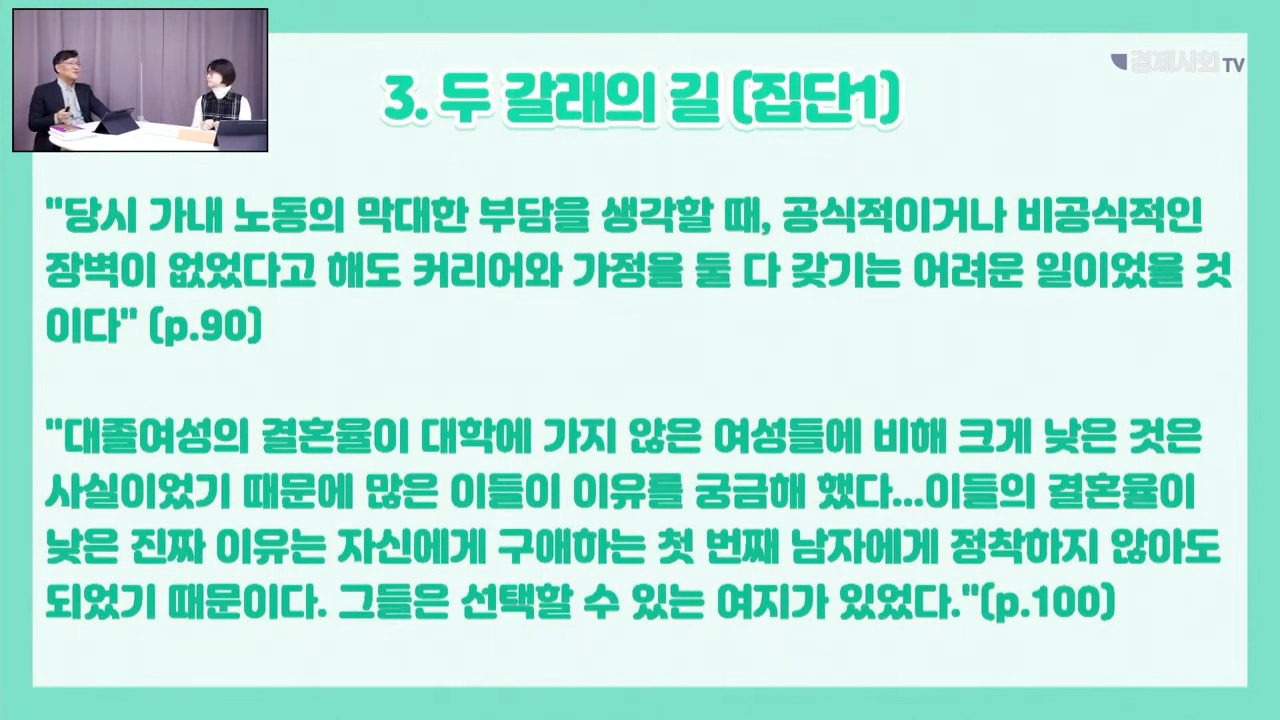 경제사회TV
3. 두 갈래의 길 (집단1)
"당시 가내 노동의 막대한 부담을 생각할 때, 공식적이거나 비공식적인
장벽이 없었다고 해도 커리어와 가정을 둘 다 갖기는 어려운 일이었을 것
이다" (p.90)
"대졸여성의 결혼율이 대학에 가지 않은 여성들에 비해 크게 낮은 것은
사실이었기 때문에 많은 이들이 이유를 궁금해 했다...이들의 결혼율이
낮은 진짜 이유는 자신에게 구애하는 첫 번째 남자에게 정착하지 않아도
되었기 때문이다. 그들은 선택할 수 있는 여지가 있었다."(p.100)